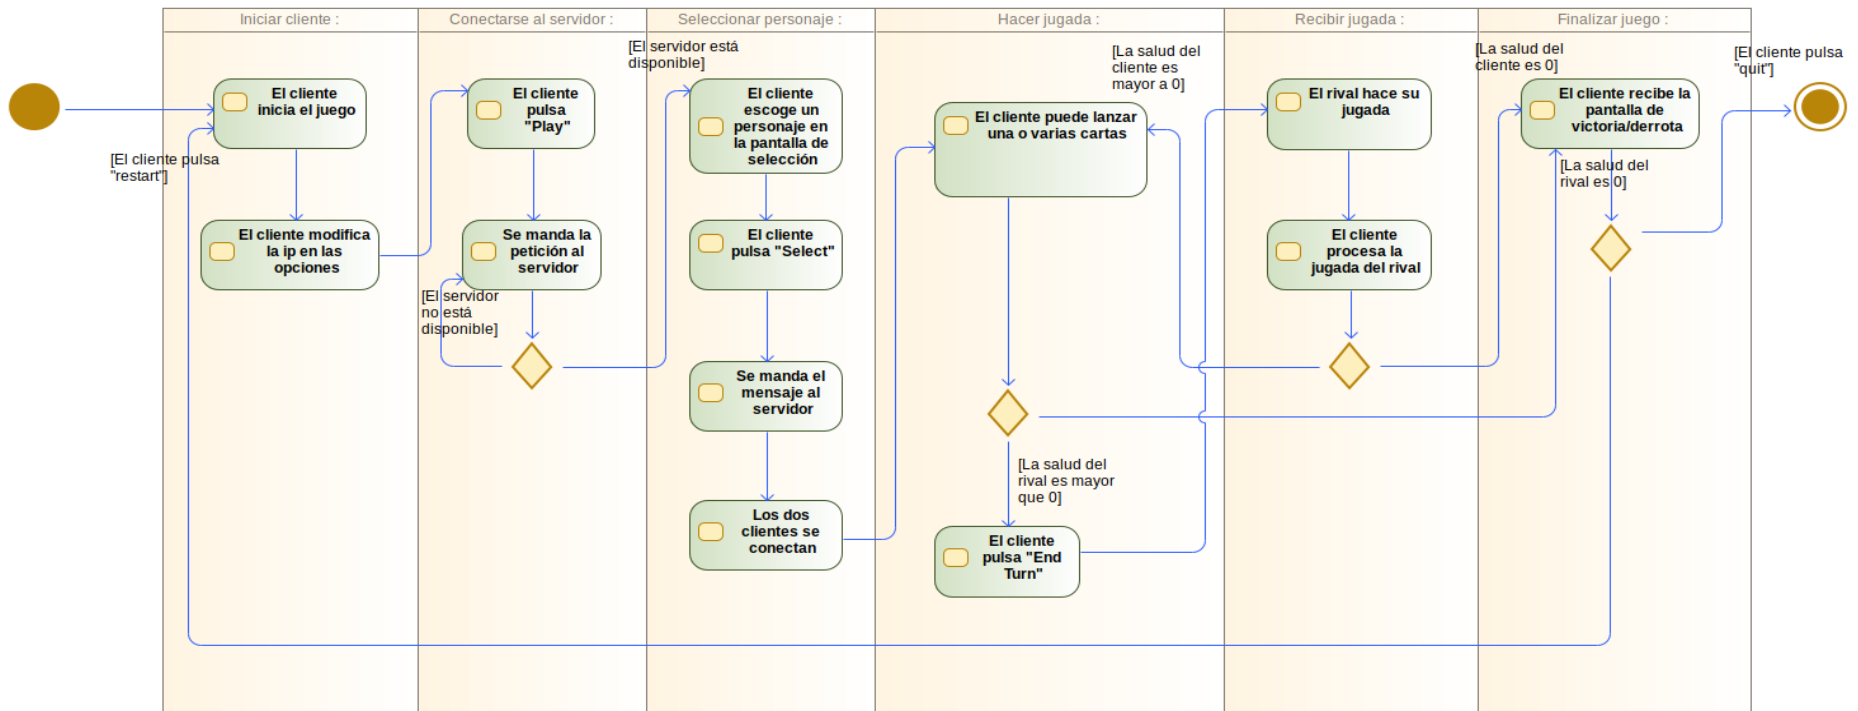 Iniciar cliente :
Conectarse al servidor :
Seleccionar personaje :
Hacer jugada :
Recibir jugada :
Finalizar juego :
El cliente
inicia el juego
[El cliente pulsa
"restart"]
El cliente modifica
la ip en las
opciones
El cliente
pulsa
"Play"
Se manda la
petición al
servidor
[El servidor
no está
disponible]
[El servidor está
disponible]
El cliente
escoge un
personaje en
la pantalla de
selección
El cliente
pulsa "Select"
Se manda el
mensaje al
servidor
Los dos
clientes se
conectan
[La salud del
cliente es
mayor a 0]
El cliente puede lanzar
una o varias cartas
[La salud del
rival es mayor
que 0]
El cliente
pulsa "End
Turn"
El rival hace su
jugada
El cliente
procesa la
jugada del rival
[La salud del
cliente es 0]
El cliente recibe la
pantalla de
victoria/derrota
[La salud del
rival es 0]
[El cliente pulsa
"quit"]